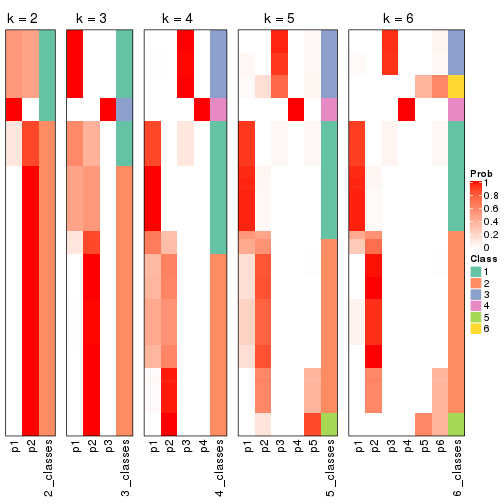 k = 2
k = 3
k = 4
k = 5
k = 6
Prob
1
0.8
0.6
0.4
0.2
0
Class
1
2
3
4
5
6
p1
p2
2_classes
p1
p2
p3
3_classes
p1
p2
p3
p4
4_classes
p1
p2
p3
p4
p5
5_classes
p1
p2
p3
p4
p5
p6
6_classes